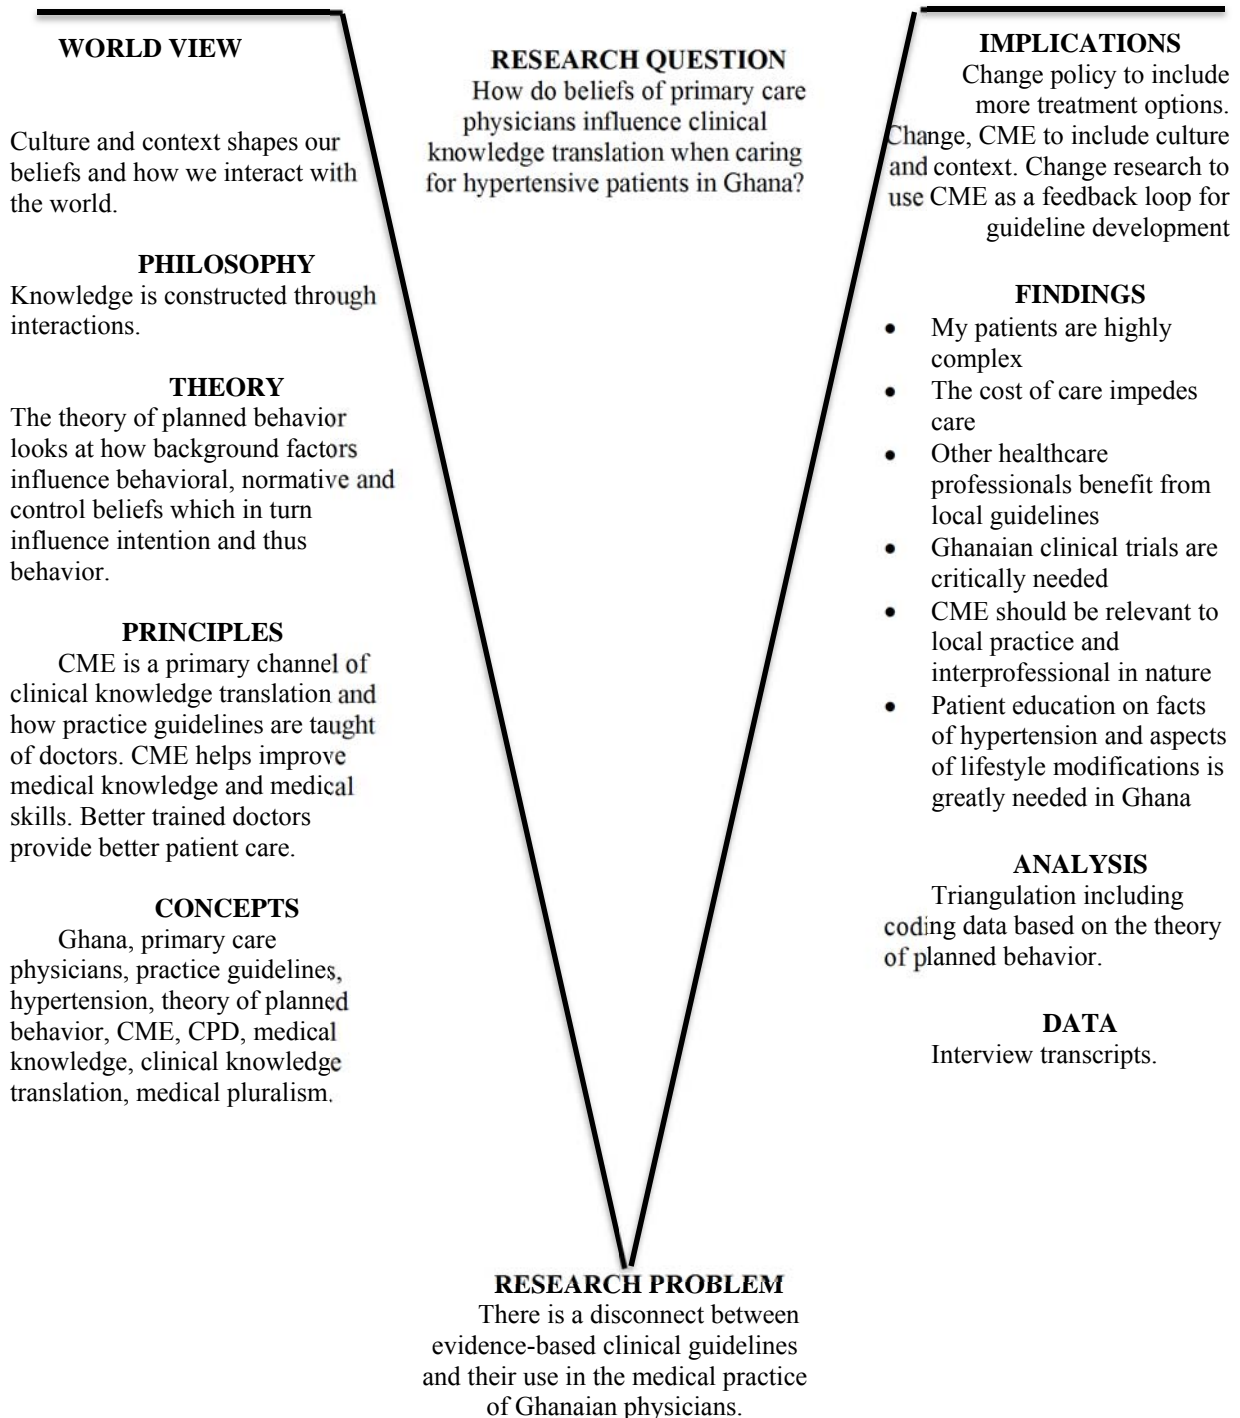 WORLD VIEW
Culture and context shapes our
beliefs and how we interact with
the world.
PHILOSOPHY
Knowledge is constructed through
interactions.
THEORY
The theory of planned behavior
looks at how background factors
influence behavioral, normative and
control beliefs which in turn
influence intention and thus
behavior.
PRINCIPLES
CME is a primary channel of
clinical knowledge translation and
how practice guidelines are taught
of doctors. CME helps improve
medical knowledge and medical
skills. Better trained doctors
provide better patient care.
CONCEPTS
Ghana, primary care
physicians, practice guidelines,
hypertension, theory of planned
behavior, CME, CPD, medical
knowledge, clinical knowledge
translation, medical pluralism.
RESEARCH QUESTION
How do beliefs of primary care
physicians influence clinical
knowledge translation when caring
for hypertensive patients in Ghana?
IMPLICATIONS
Change policy to include
more treatment options.
Change, CME to include culture
and context. Change research to
use CME as a feedback loop for
guideline development
FINDINGS
• My patients are highly
complex
• The cost of care impedes
care
• Other healthcare
professionals benefit from
local guidelines
• Ghanaian clinical trials are
critically needed
• CME should be relevant to
local practice and
interprofessional in nature
• Patient education on facts
of hypertension and aspects
of lifestyle modifications is
greatly needed in Ghana
ANALYSIS
Triangulation including
coding data based on the theory
of planned behavior.
DATA
Interview transcripts.
RESEARCH PROBLEM
There is a disconnect between
evidence-based clinical guidelines
and their use in the medical practice
of Ghanaian physicians.